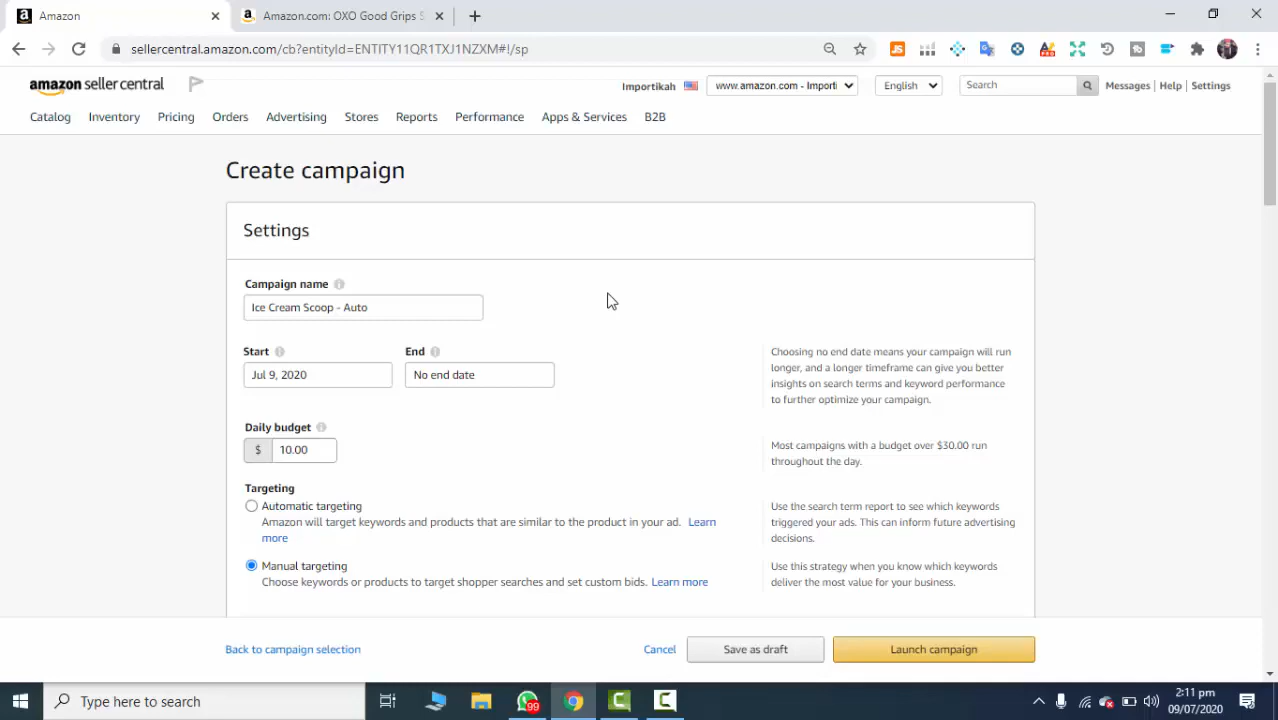 Amazon
Amazon.com: OXO Good Grips S
sellercentral.amazon.com/cb?entityId=ENTITY11QR1TXJ1NZXM#!/sp
amazon seller central
Importikah
www.amazon.com - Importi
English
Search
Messages | Help | Settings
Catalog Inventory Pricing Orders Advertising Stores Reports Performance Apps & Services B2B
Create campaign
Settings
Campaign name
Ice Cream Scoop - Auto
Start
End
Jul 9, 2020
No end date
Choosing no end date means your campaign will run
longer, and a longer timeframe can give you better
insights on search terms and keyword performance
to further optimize your campaign.
Daily budget
$ 10.00
Most campaigns with a budget over $30.00 run
throughout the day.
Targeting
Automatic targeting
Amazon will target keywords and products that are similar to the product in your ad. Learn
more
Use the search term report to see which keywords
triggered your ads. This can inform future advertising
decisions.
Manual targeting
Choose keywords or products to target shopper searches and set custom bids. Learn more
Use this strategy when you know which keywords
deliver the most value for your business.
Back to campaign selection
Cancel
Save as draft
Launch campaign
Type here to search
99
2:11 pm
09/07/2020